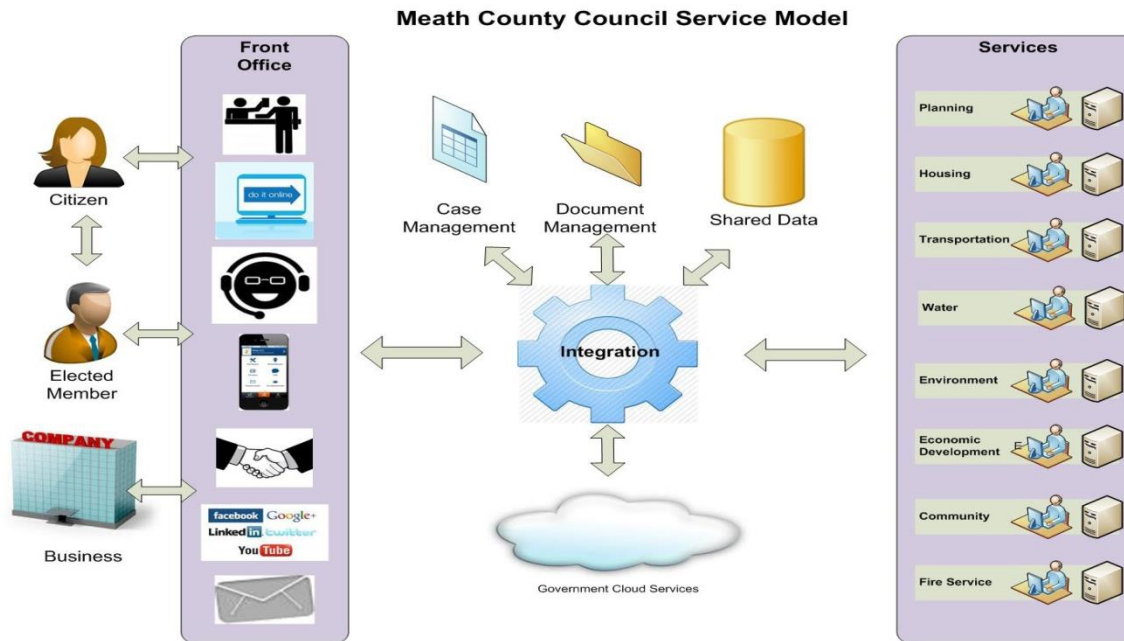 Meath County Council Service Model
Front
Office
do it online
facebook Google+
Linked in twitter
You Tube
Citizen
Elected
Member
COMPANY
Business
Case
Management
Document
Management
Shared Data
Integration
Government Cloud Services
Services
Planning
Housing
Transportation
Water
Environment
Economic
Development
E
Community
Fire Service